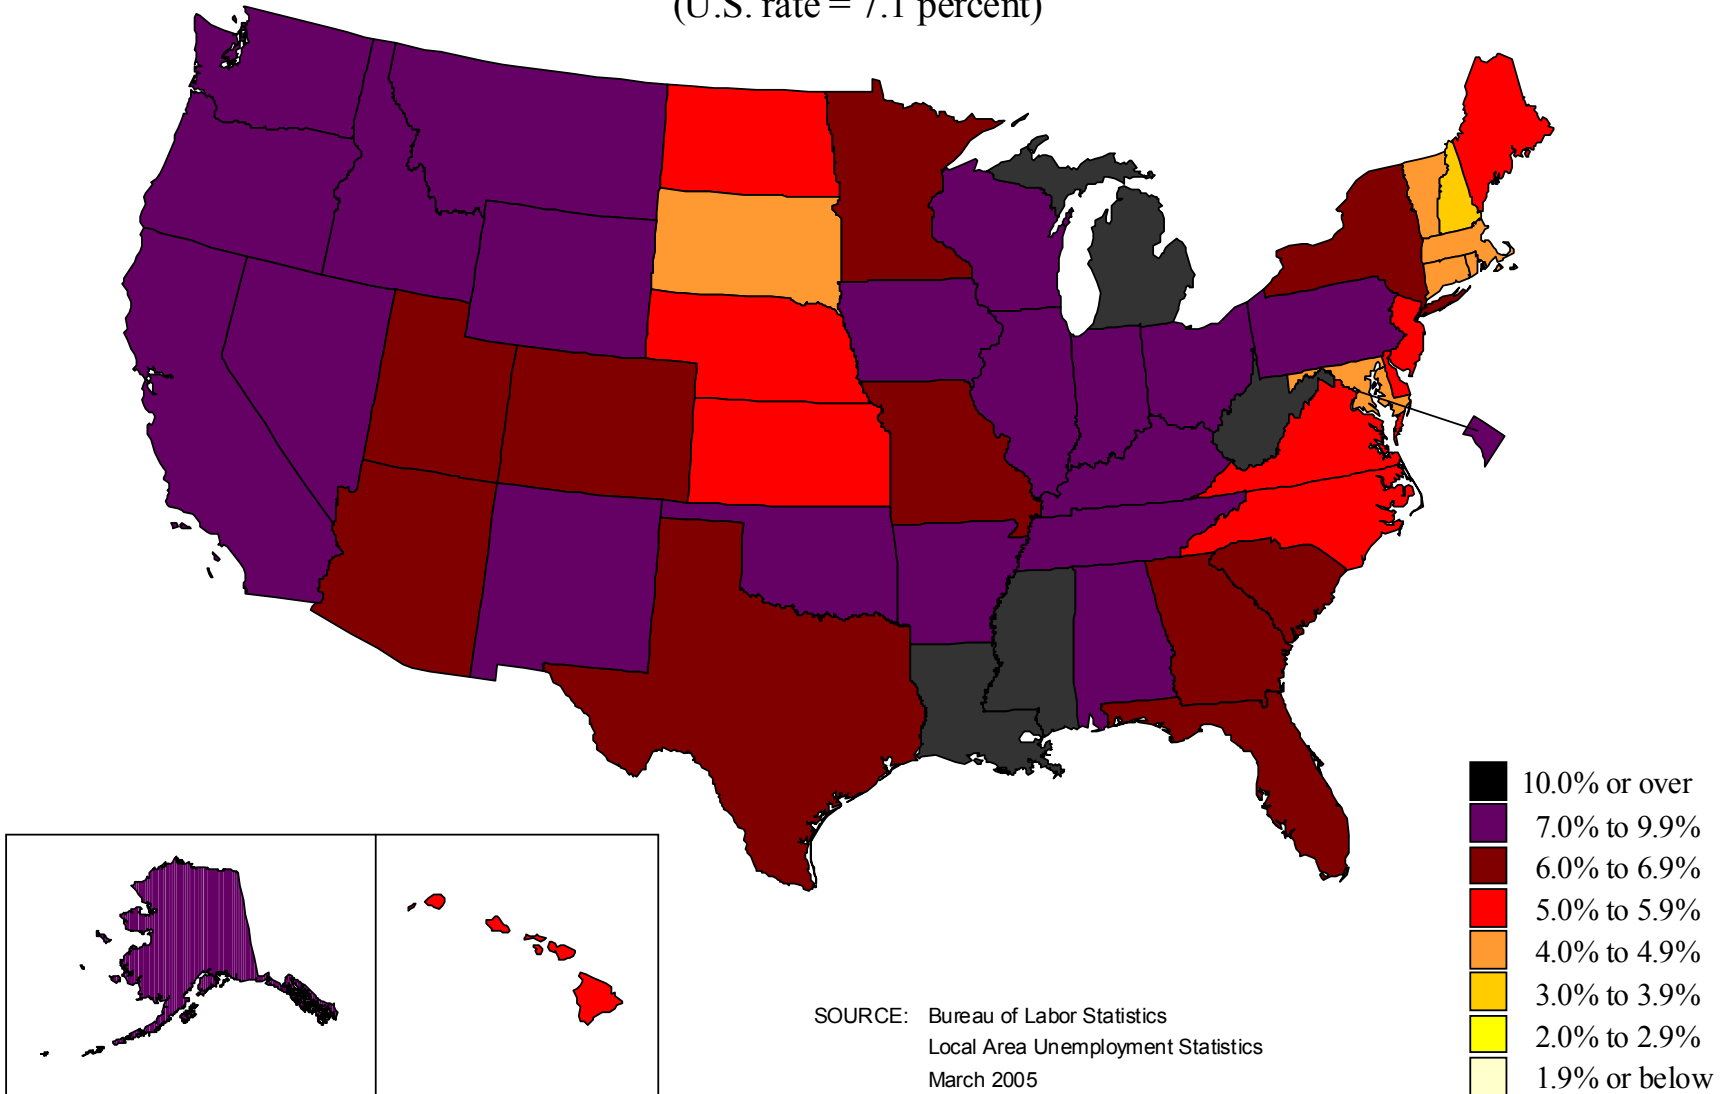 (U.S. rate = 7.1 percent)
10.0% or over
7.0% to 9.9%
6.0% to 6.9%
5.0% to 5.9%
4.0% to 4.9%
3.0% to 3.9%
2.0% to 2.9%
1.9% or below
SOURCE: Bureau of Labor Statistics
Local Area Unemployment Statistics
March 2005